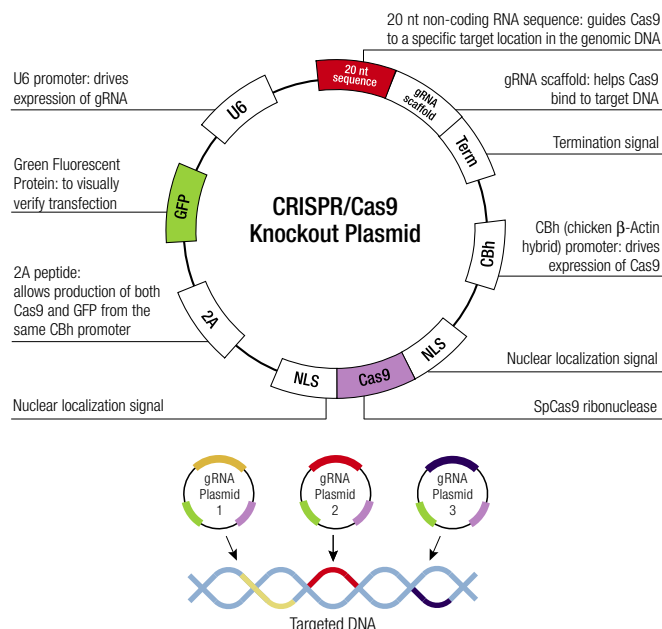 20 nt non-coding RNA sequence: guides Cas9
to a specific target location in the genomic DNA
U6 promoter: drives
expression of gRNA
gRNA scaffold: helps Cas9
bind to target DNA
Termination signal
Green Fluorescent
Protein: to visually
verify transfection
CBh (chicken β-Actin
hybrid) promoter: drives
expression of Cas9
2A peptide:
allows production of both
Cas9 and GFP from the
same CBh promoter
Nuclear localization signal
Nuclear localization signal
SpCas9 ribonuclease
20 nt
sequence
gRNA
scaffold
Term
CBh
NLS
Cas9
NLS
2A
GFP
U6
CRISPR/Cas9
Knockout Plasmid
gRNA
Plasmid
1
gRNA
Plasmid
2
gRNA
Plasmid
3
Targeted DNA